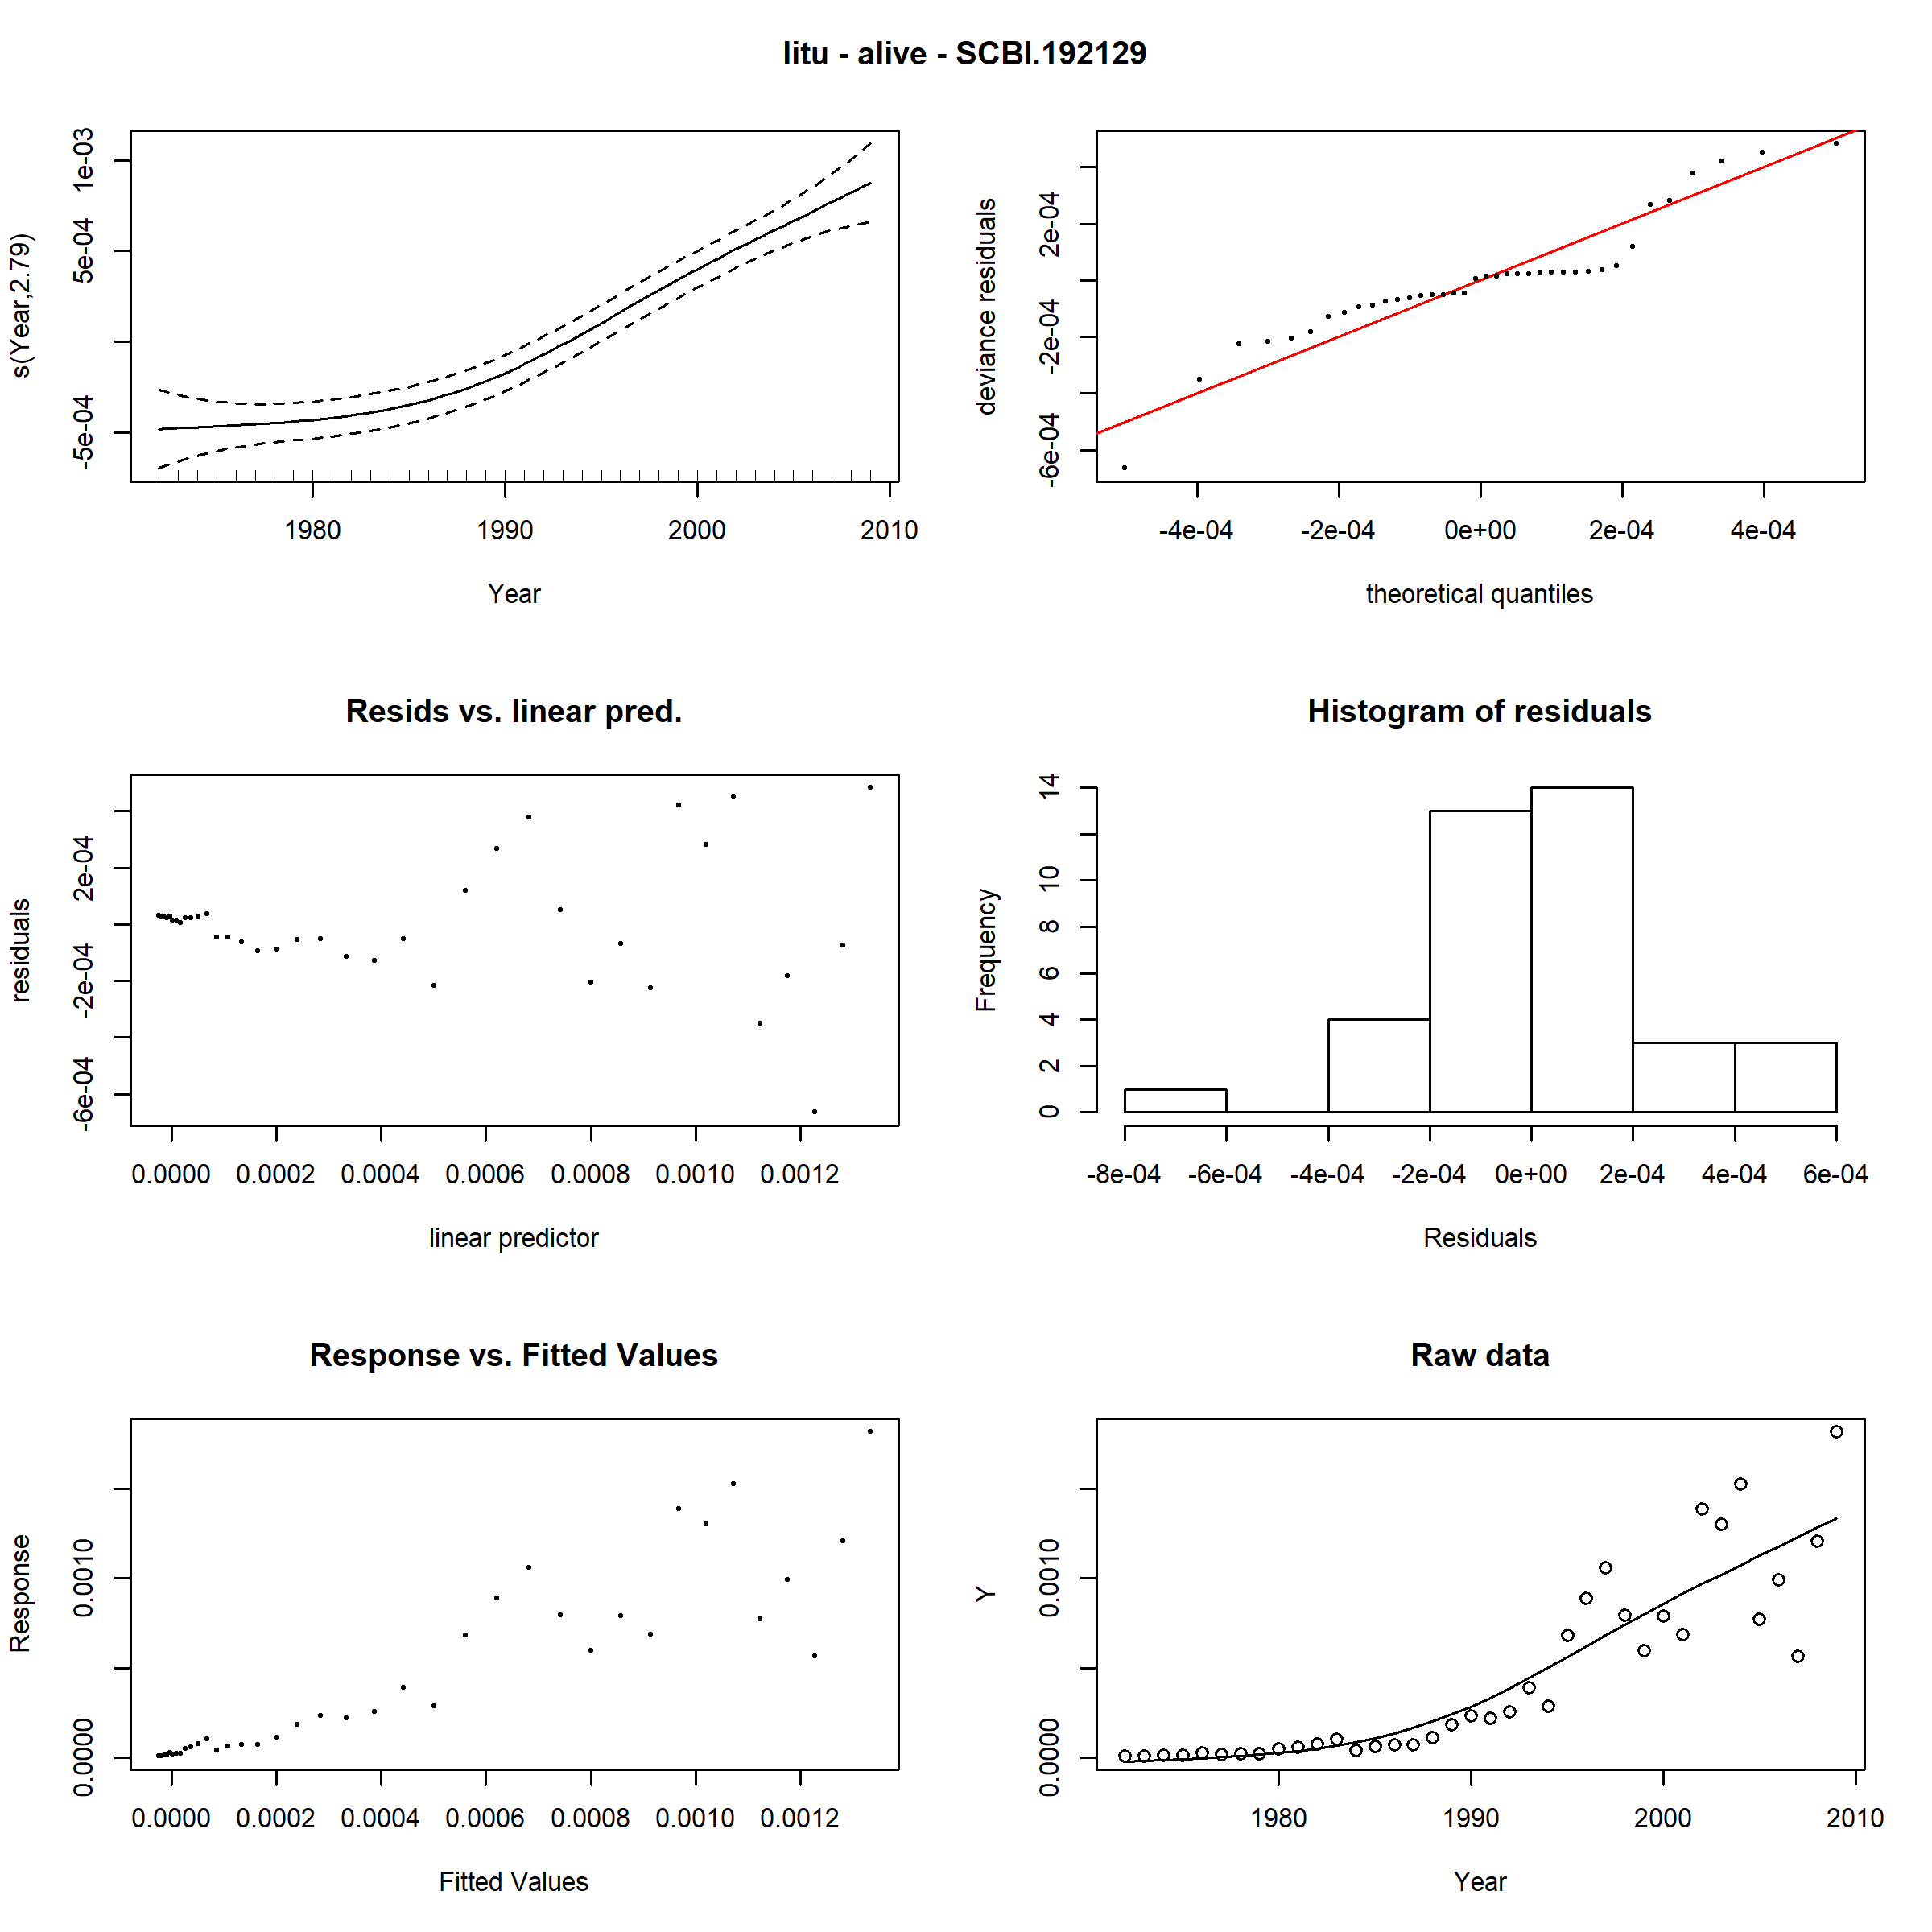 litu - alive - SCBI.192129
s(Year,2.79)
-5e-04 5e-04 1e-03
1980 1990 2000 2010
Year
deviance residuals
-6e-04 -2e-04 2e-04
-4e-04 -2e-04 0e+00 2e-04 4e-04
theoretical quantiles
Resids vs. linear pred.
residuals
-6e-04 -2e-04 2e-04
0.0000 0.0002 0.0004 0.0006 0.0008 0.0010 0.0012
linear predictor
Histogram of residuals
Frequency
0 2 4 6 8 10 14
-8e-04 -6e-04 -4e-04 -2e-04 0e+00 2e-04 4e-04 6e-04
Residuals
Response vs. Fitted Values
Response
0.0000 0.0010
0.0000 0.0002 0.0004 0.0006 0.0008 0.0010 0.0012
Fitted Values
Raw data
Y
0.0000 0.0010
1980 1990 2000 2010
Year